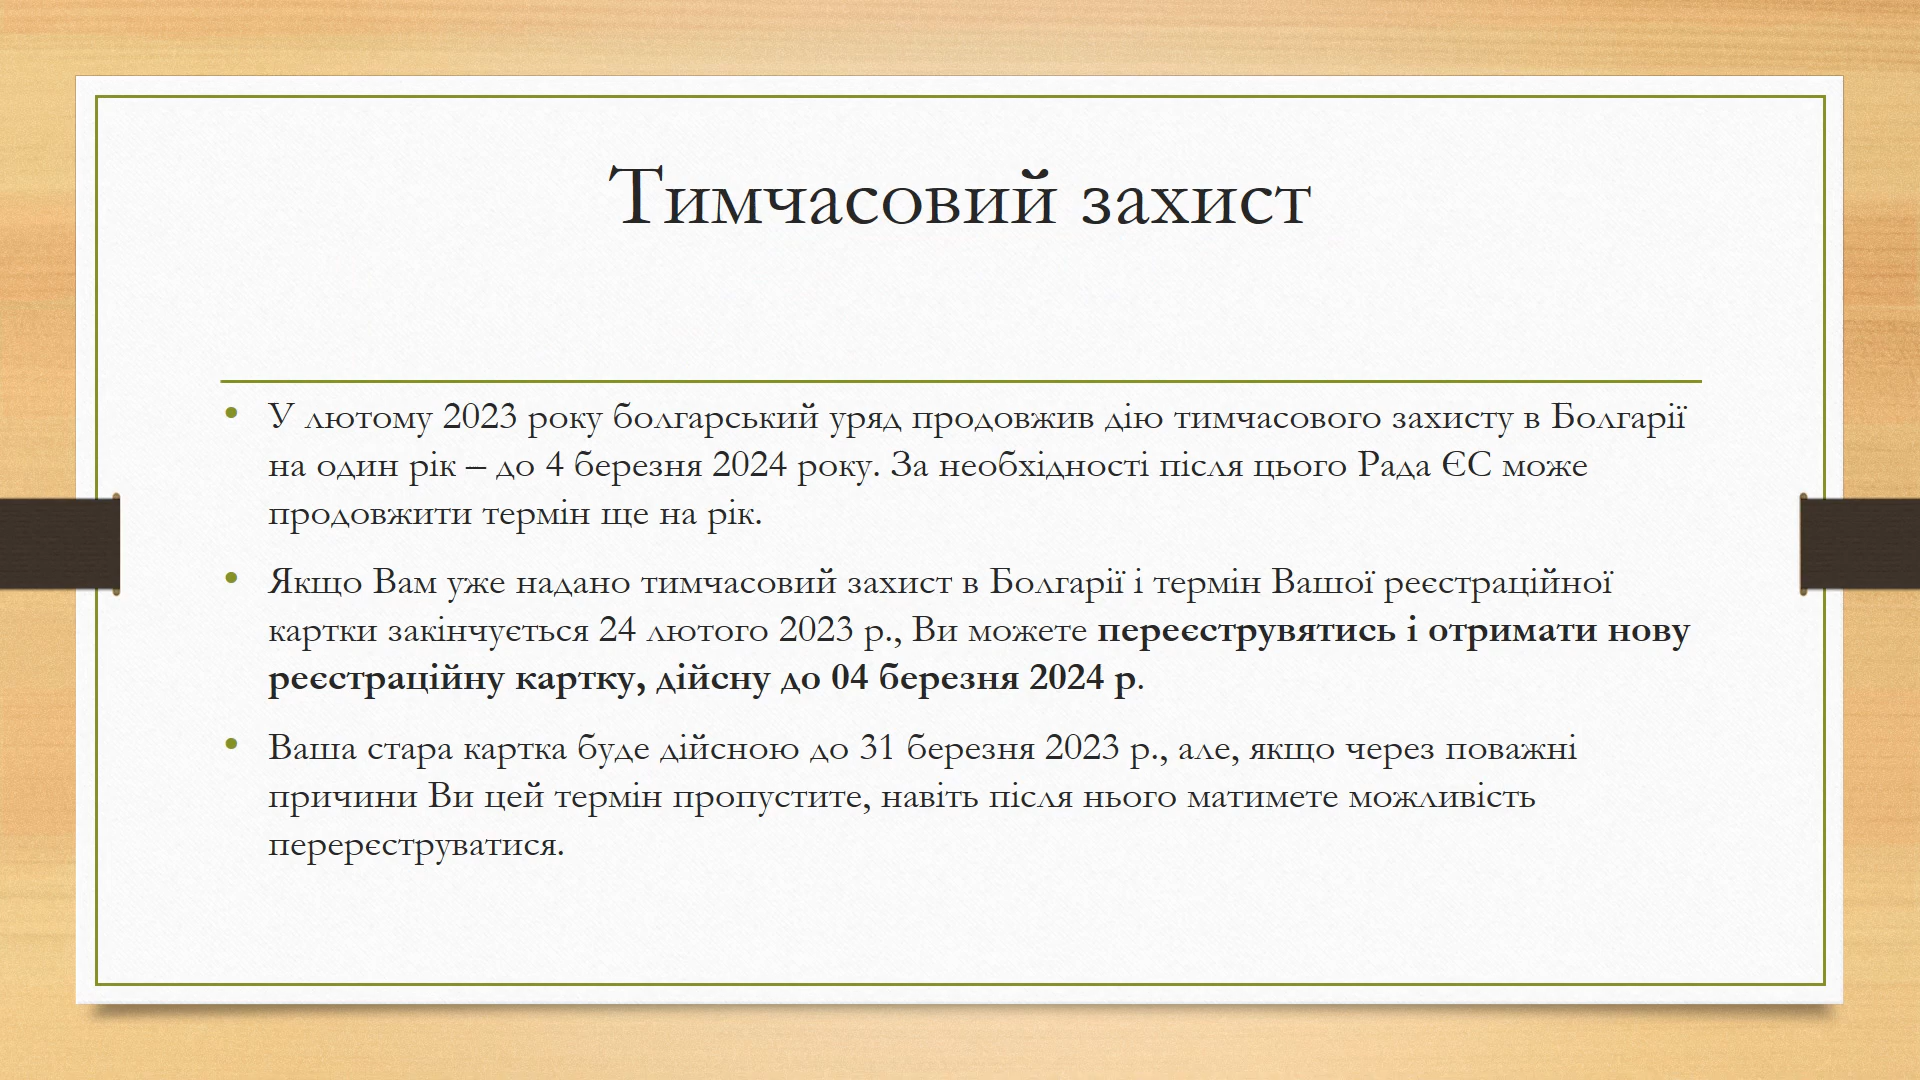 Тимчасовий захист
• У лютому 2023 року болгарський уряд продовжив дію тимчасового захисту в Болгарії
на один рік – до 4 березня 2024 року. За необхідності після цього Рада ЄС може
продовжити термін ще на рік.
• Якщо Вам уже надано тимчасовий захист в Болгарії і термін Вашої реєстраційної
картки закінчується 24 лютого 2023 р., Ви можете переєструвятись і отримати нову
реєстраційну картку, дійсну до 04 березня 2024 р.
• Ваша стара картка буде дійсною до 31 березня 2023 р., але, якщо через поважні
причини Ви цей термін пропустите, навіть після нього матимете можливість
перерєструватися.